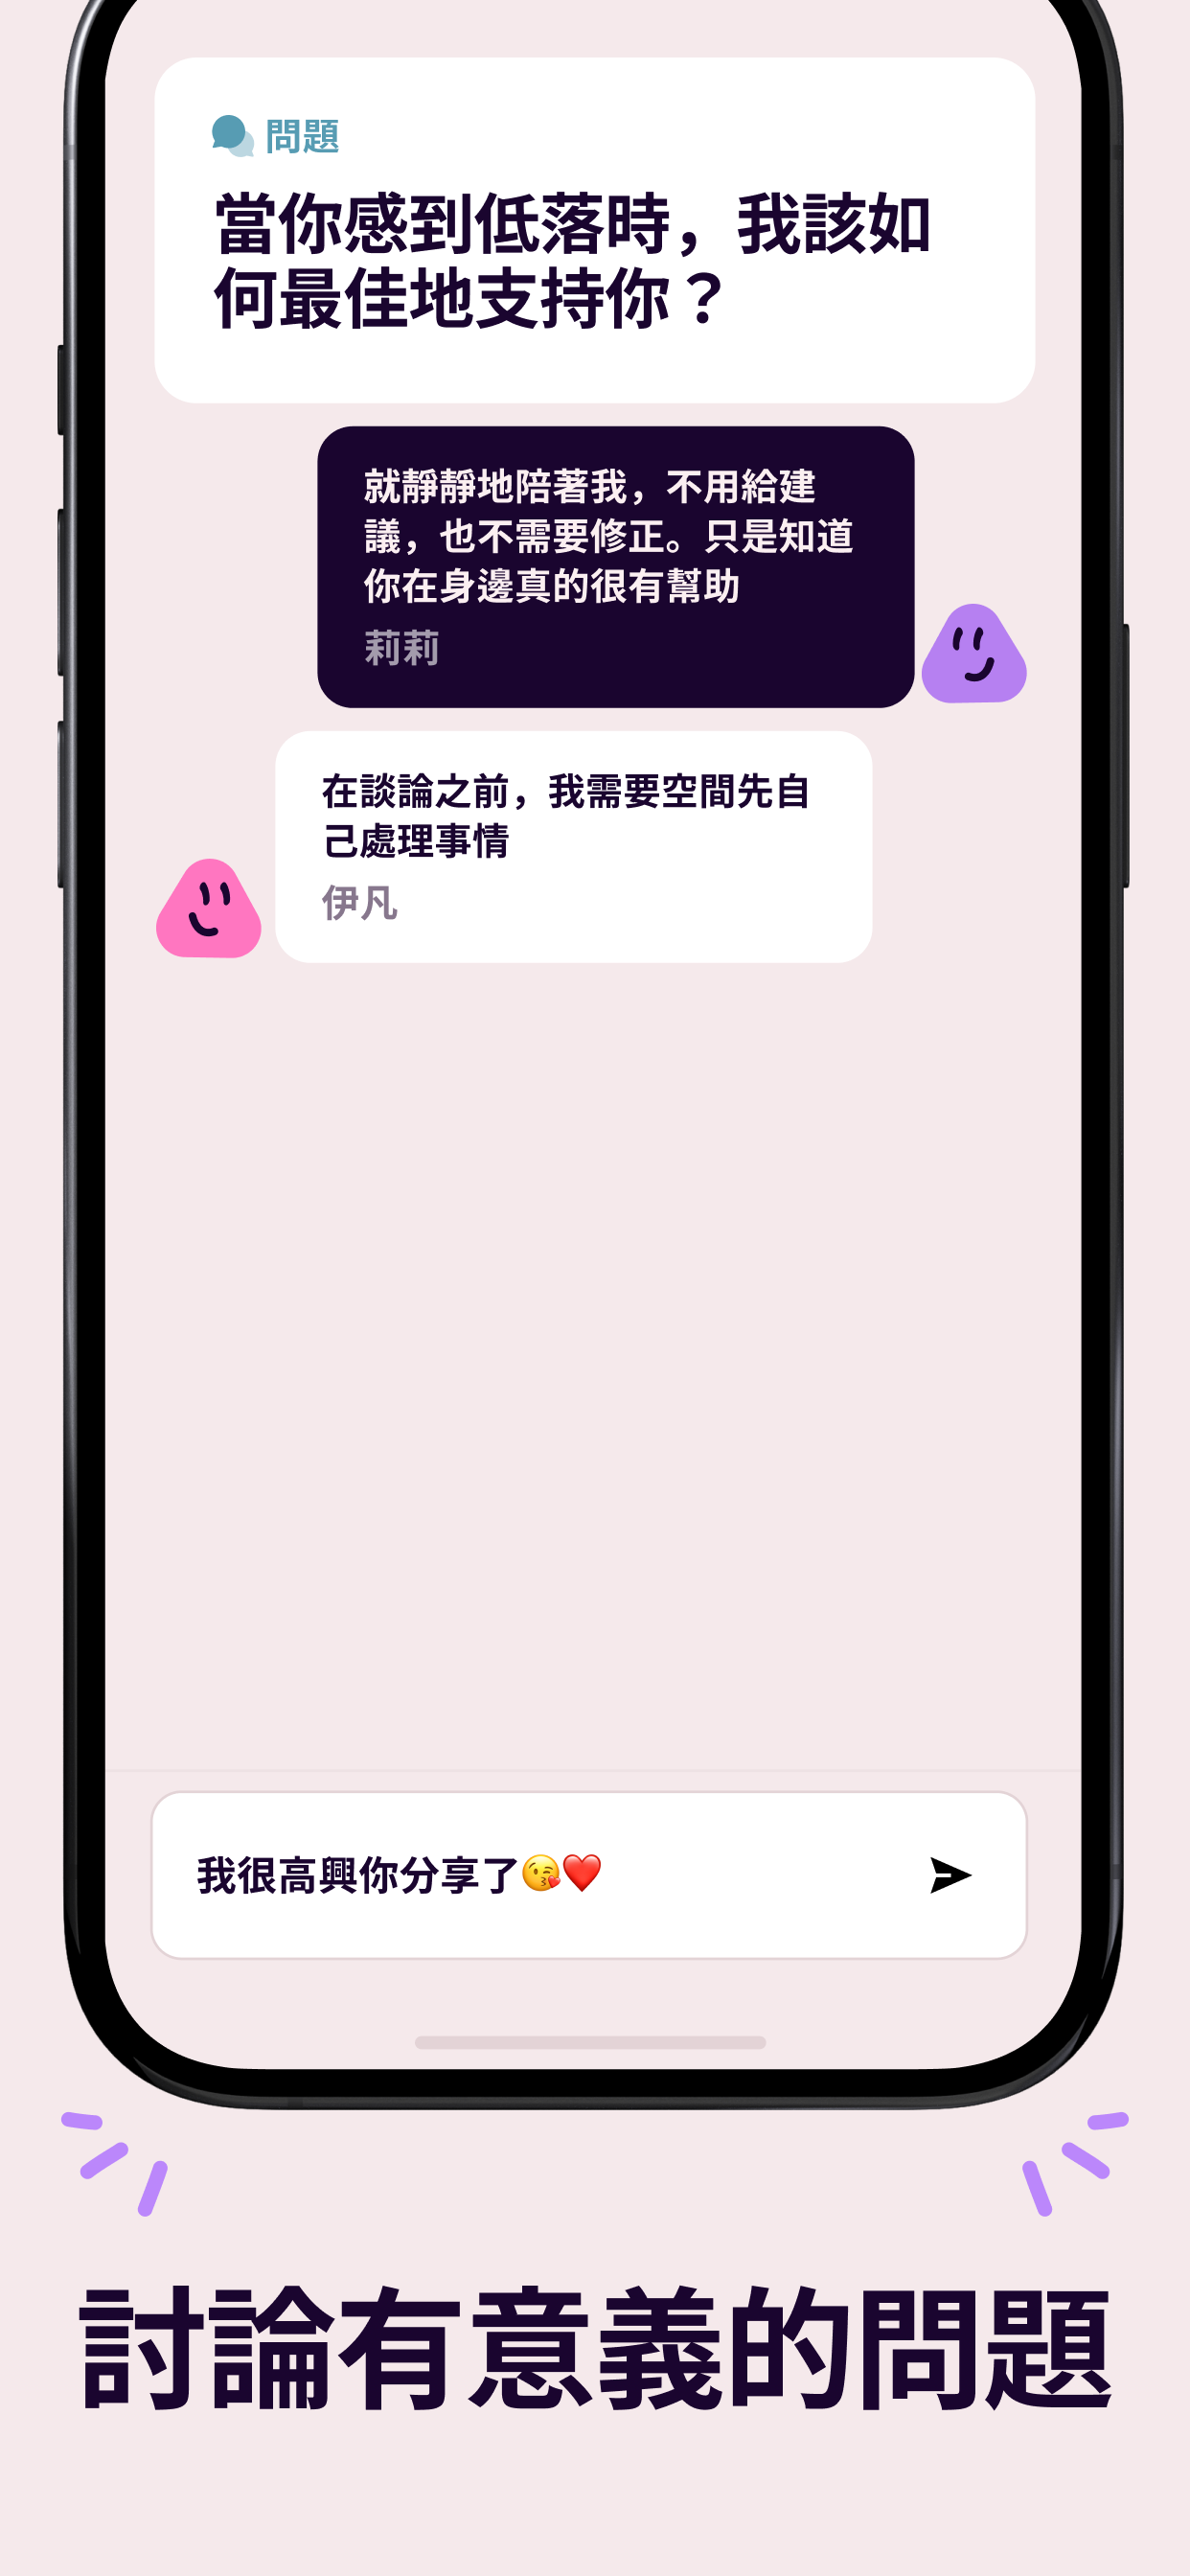 問題
當你感到低落時，我該如
何最佳地支持你？
就靜靜地陪著我，不用給建
議，也不需要修正。只是知道
你在身邊真的很有幫助
莉莉
在談論之前，我需要空間先自
己處理事情
伊凡
我很高興你分享了😘❤️
討論有意義的問題